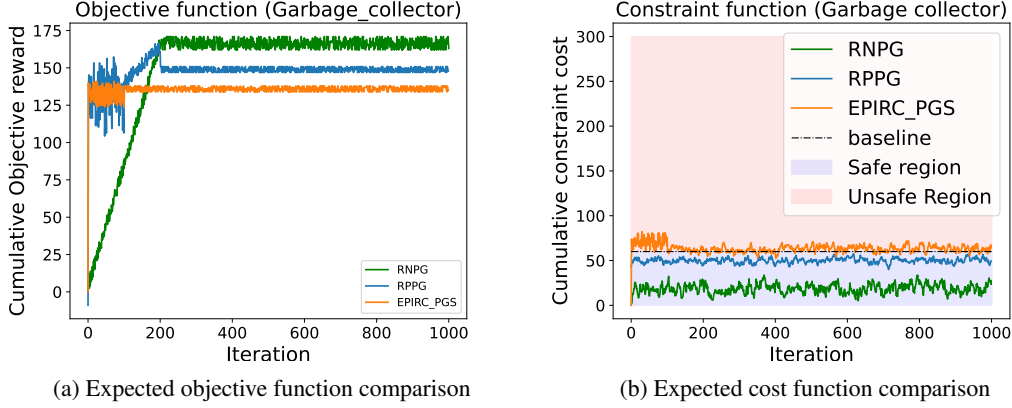 Objective function (Garbage_collector)
175
150
125
100
75
50
25
0
Cumulative Objective reward
RNPG
RPPG
EPIRC_PGS
0
200
400
600
800
1000
Iteration
(a) Expected objective function comparison
Constraint function (Garbage collector)
300
250
200
150
100
50
0
Cumulative constraint cost
RNPG
RPPG
EPIRC_PGS
baseline
Safe region
Unsafe Region
0
200
400
600
800
1000
Iteration
(b) Expected cost function comparison